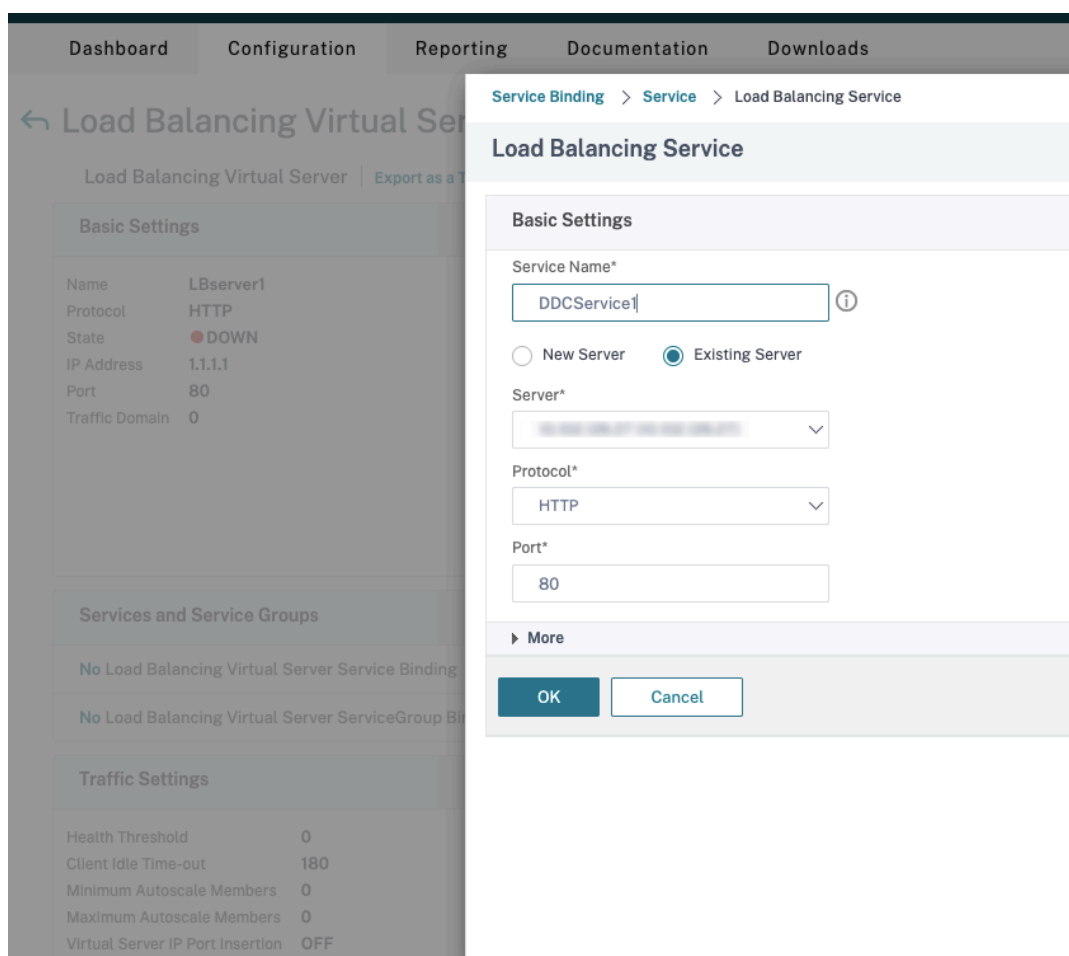 Dashboard Configuration Reporting Documentation Downloads
Service Binding > Service > Load Balancing Service
Load Balancing Virtual Ser
Load Balancing Service
Load Balancing Virtual Server Export as a T
Basic Settings
Name LBserver1
Protocol HTTP
State DOWN
IP Address 1.1.1.1
Port 80
Traffic Domain 0
Services and Service Groups
No Load Balancing Virtual Server Service Binding
No Load Balancing Virtual Server ServiceGroup Bin
Traffic Settings
Health Threshold 0
Client Idle Time-out 180
Minimum Autoscale Members 0
Maximum Autoscale Members 0
Virtual Server IP Port Insertion OFF
Basic Settings
Service Name*
DDCService1
New Server Existing Server
Server*
Protocol*
HTTP
Port*
80
More
OK Cancel